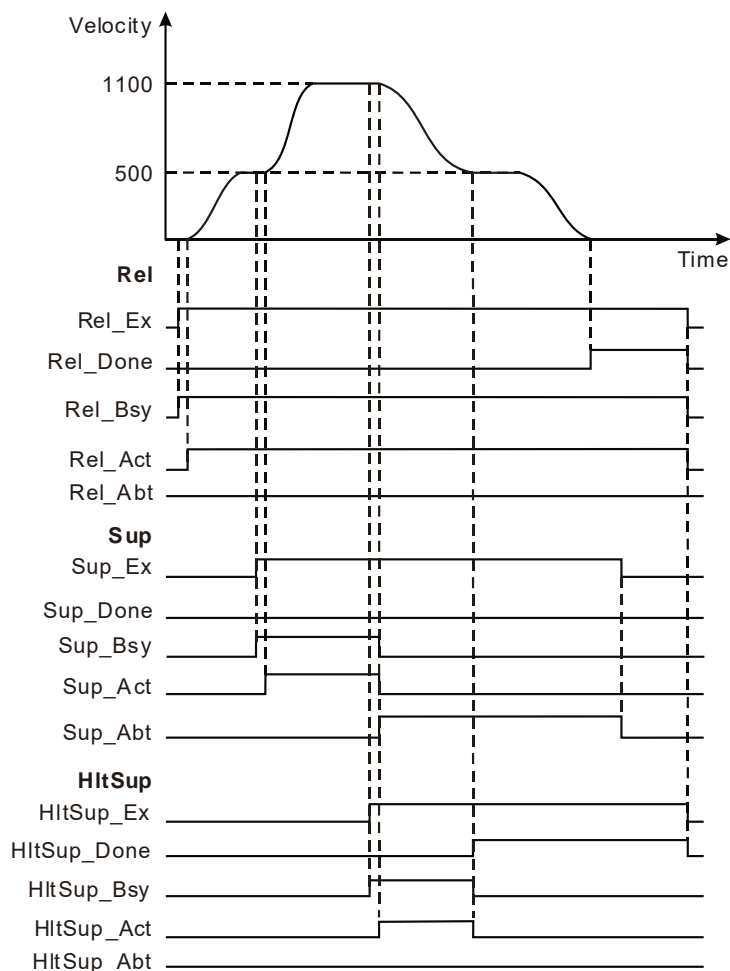 Velocity
1100
500
Time
Rel
Rel_Ex
Rel_Done
Rel_Bsy
Rel_Act
Rel_Abt
Sup
Sup_Ex
Sup_Done
Sup_Bsy
Sup_Act
Sup_Abt
HltSup
HltSup_Ex
HltSup_Done
HltSup_Bsy
HltSup_Act
HltSup_Abt